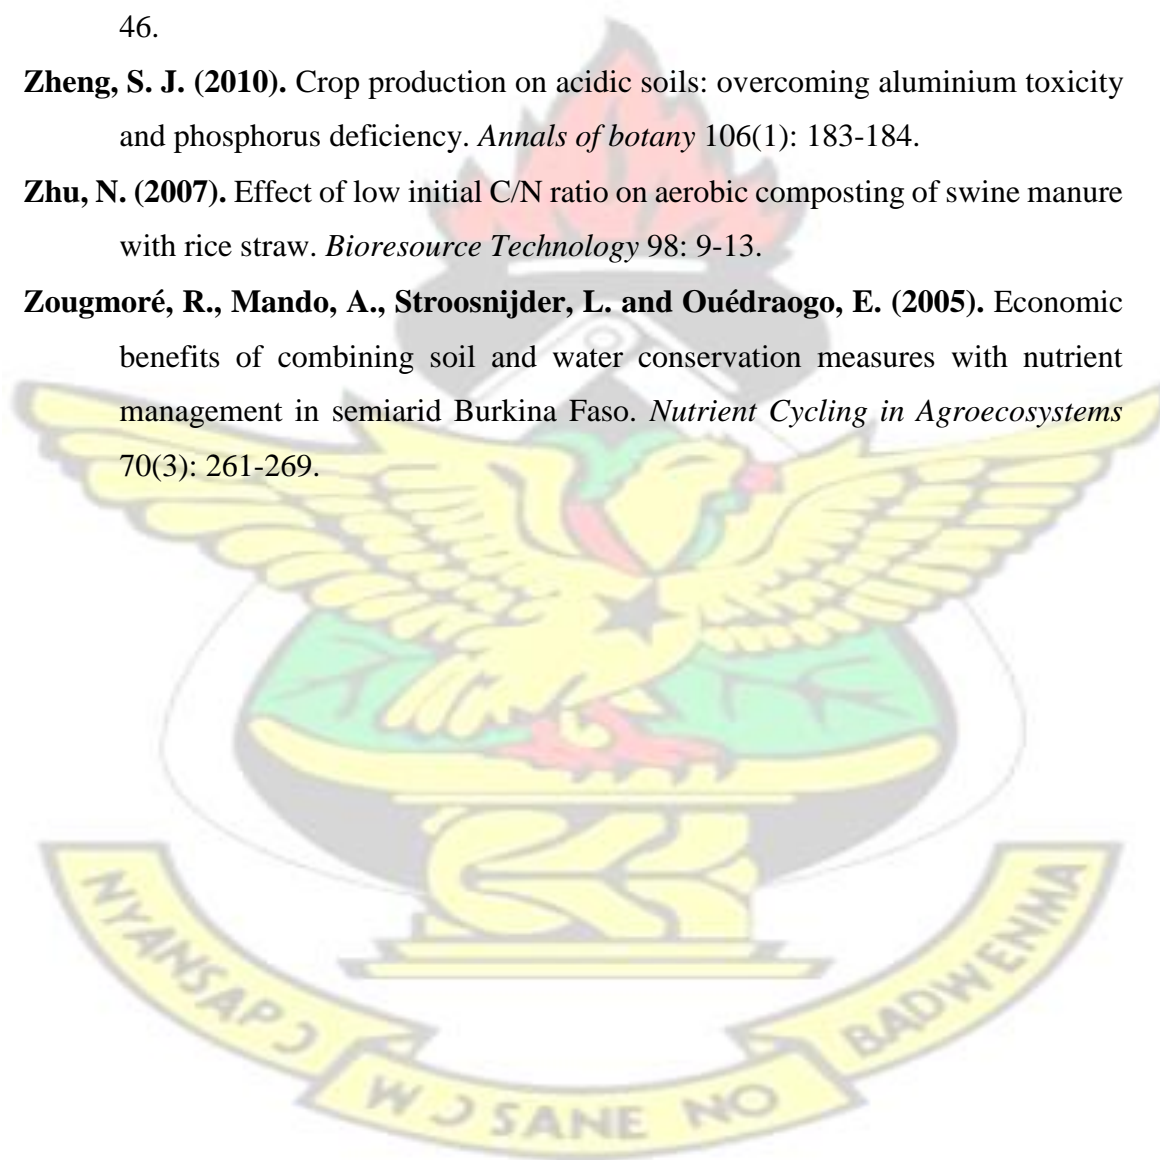 46.
Zheng, S. J. (2010). Crop production on acidic soils: overcoming aluminium toxicity
and phosphorus deficiency. Annals of botany 106(1): 183-184.
Zhu, N. (2007). Effect of low initial C/N ratio on aerobic composting of swine manure
with rice straw. Bioresource Technology 98: 9-13.
Zougmoré, R., Mando, A., Stroosnijder, L. and Ouédraogo, E. (2005). Economic
benefits of combining soil and water conservation measures with nutrient
management in semiarid Burkina Faso. Nutrient Cycling in Agroecosystems
70(3): 261-269.
NYANSAPƆ
WƆ SANE NO
BADWENMA